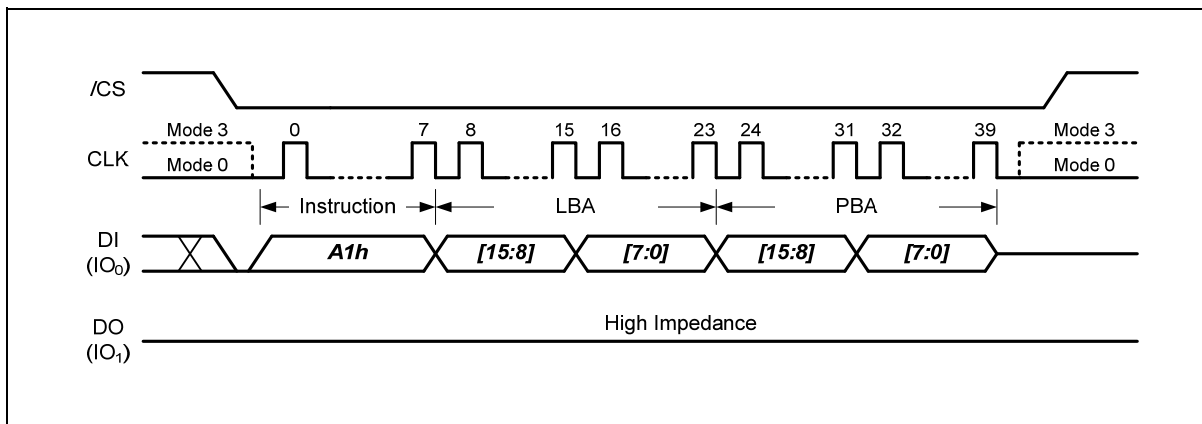 /CS
Mode 3 0 7 8 15 16 23 24 31 32 39 Mode 3
CLK
Mode 0 Mode 0
Instruction LBA PBA
DI
(IO₀)
A1h [15:8] [7:0] [15:8] [7:0]
High Impedance
DO
(IO₁)